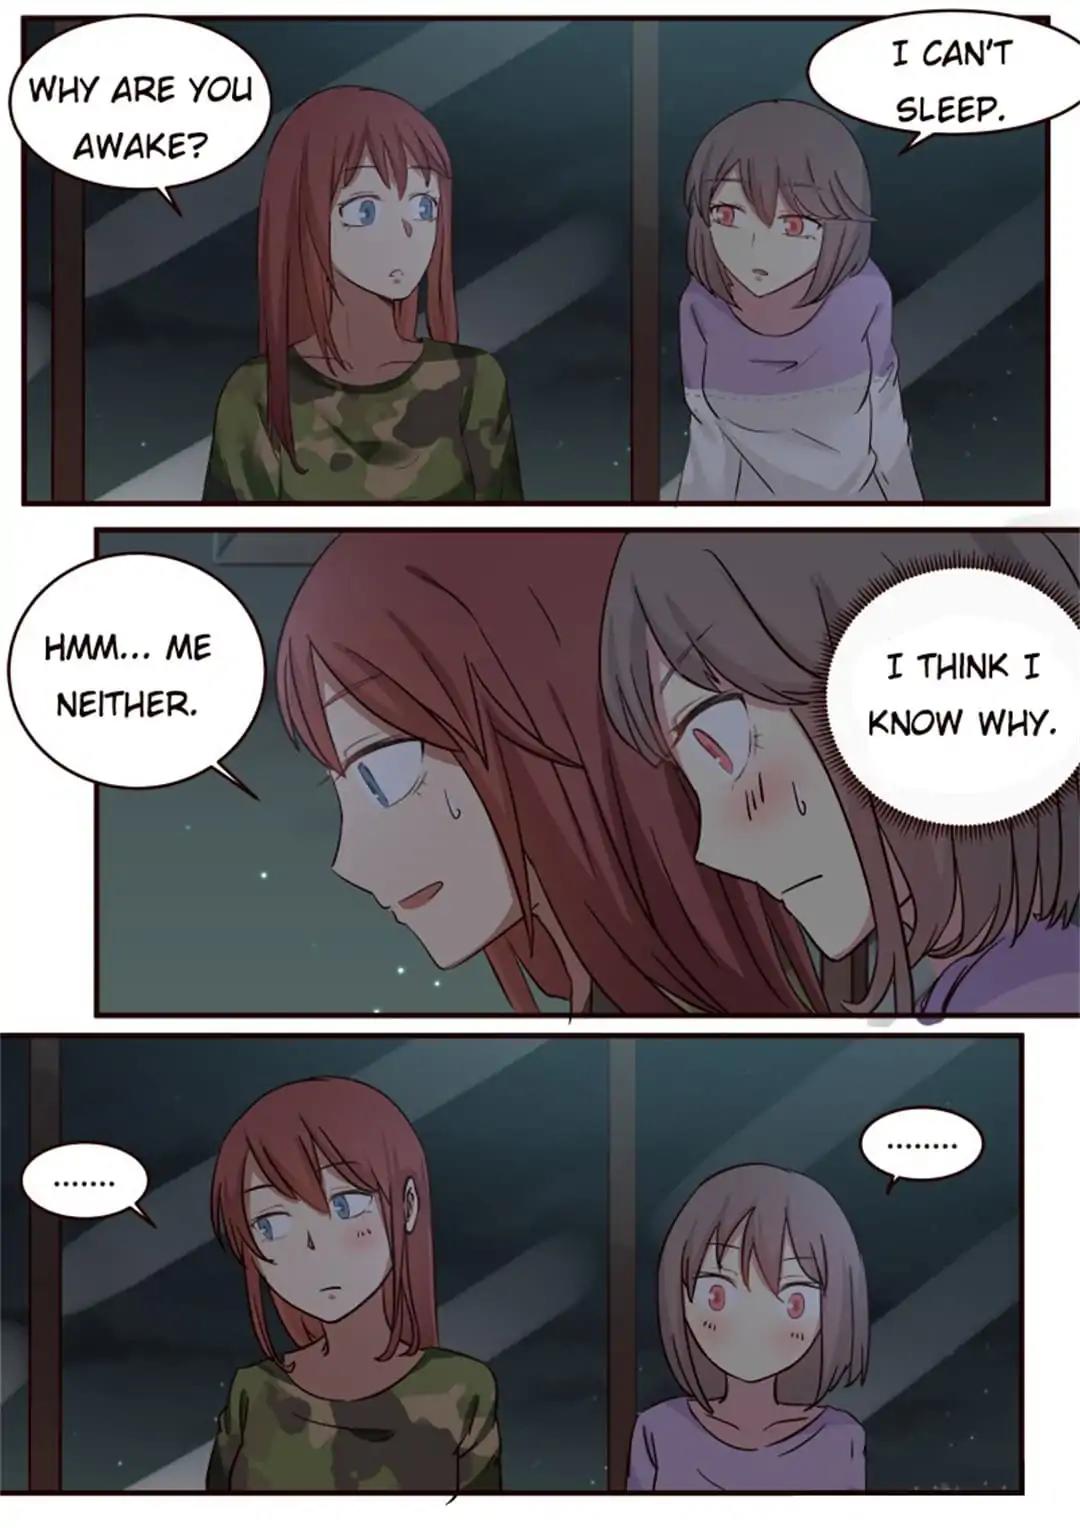 WHY ARE YOU
AWAKE?
I CAN'T
SLEEP.
HMM... ME
NEITHER.
I THINK I
KNOW WHY.
.......
........